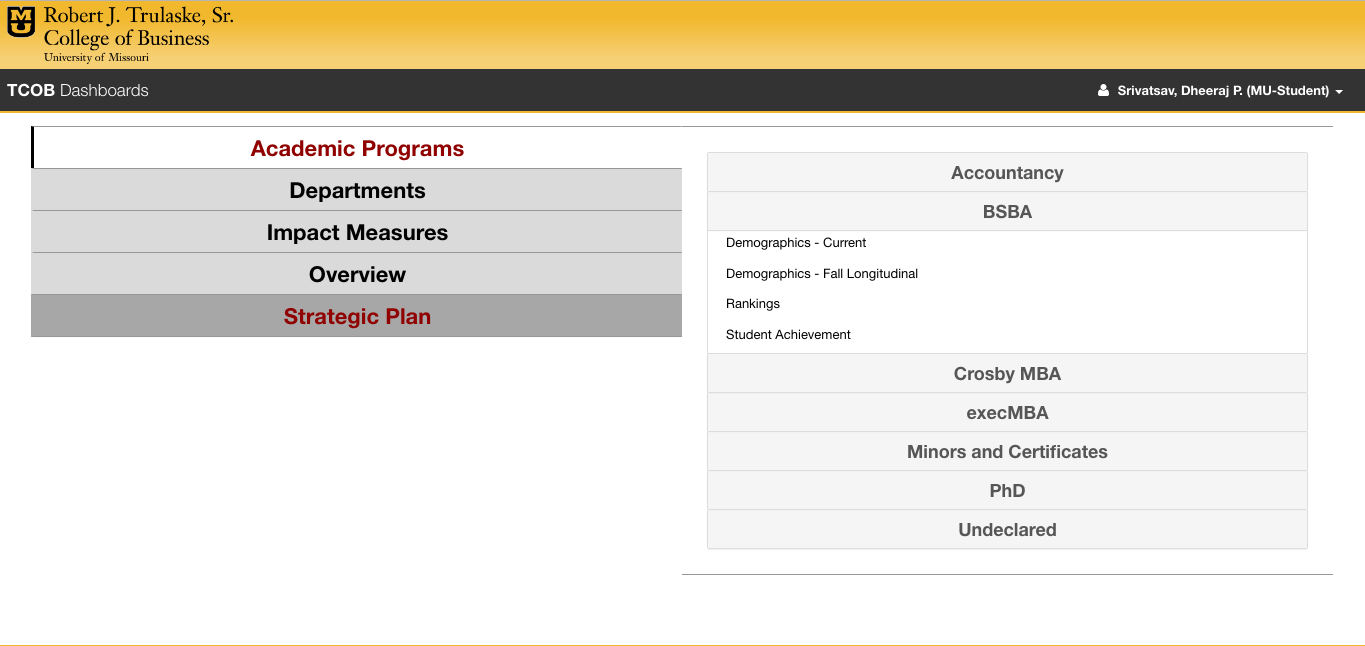 Robert J. Trulaske, Sr.
College of Business
University of Missouri
TCOB Dashboards
Srivatsav, Dheeraj P. (MU-Student)
Academic Programs
Departments
Impact Measures
Overview
Strategic Plan
Accountancy
BSBA
Demographics - Current
Demographics - Fall Longitudinal
Rankings
Student Achievement
Crosby MBA
execMBA
Minors and Certificates
PhD
Undeclared